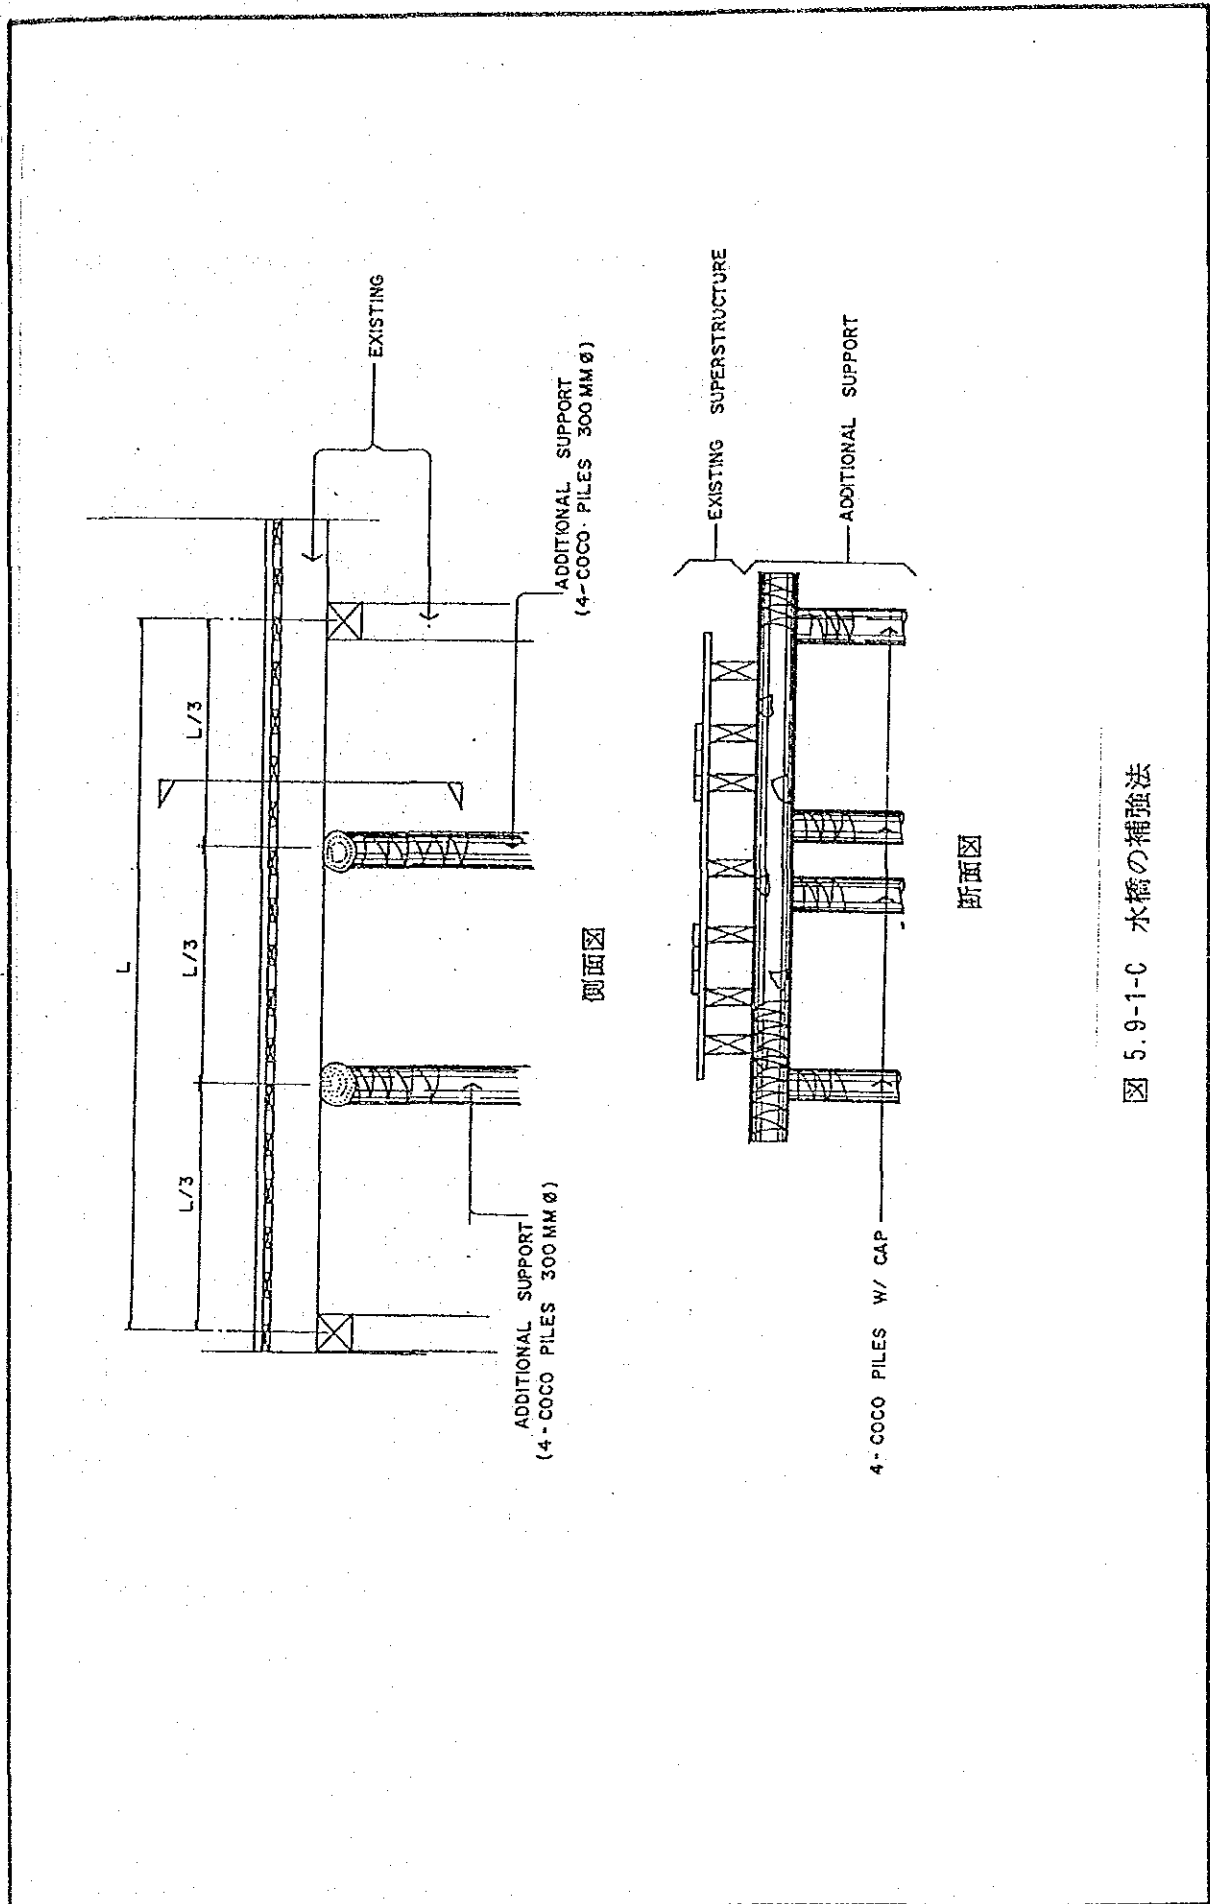 L
L/3
L/3
L/3
EXISTING
ADDITIONAL SUPPORT
(4-COCO PILES 300 MM Ø)
ADDITIONAL SUPPORT
(4-COCO PILES 300 MM Ø)
側面図
EXISTING SUPERSTRUCTURE
ADDITIONAL SUPPORT
4-COCO PILES W/ CAP
断面図
図 5.9-1-C 水橋の補強法